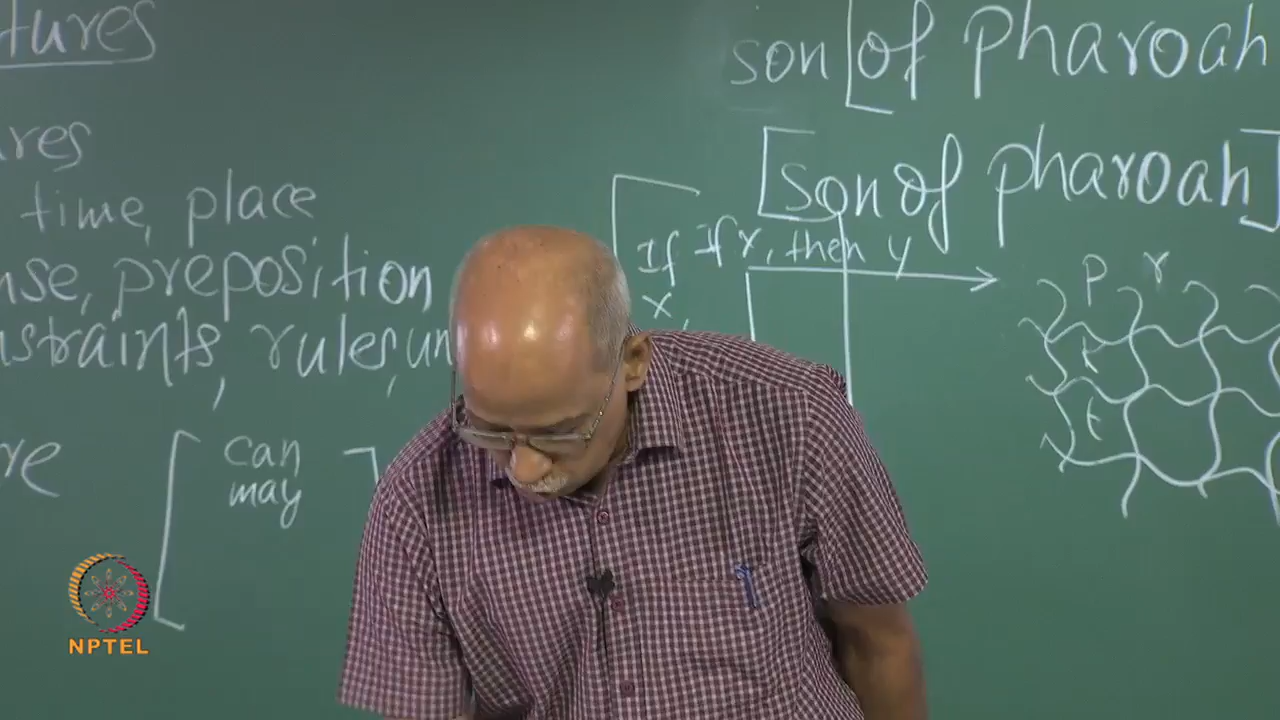 tures
res
time, place
nse, preposition
straints, rules, un
re
can
may
son of pharoah
[son of pharoah]
If If x, then y
x,
p r
t
t
NPTEL